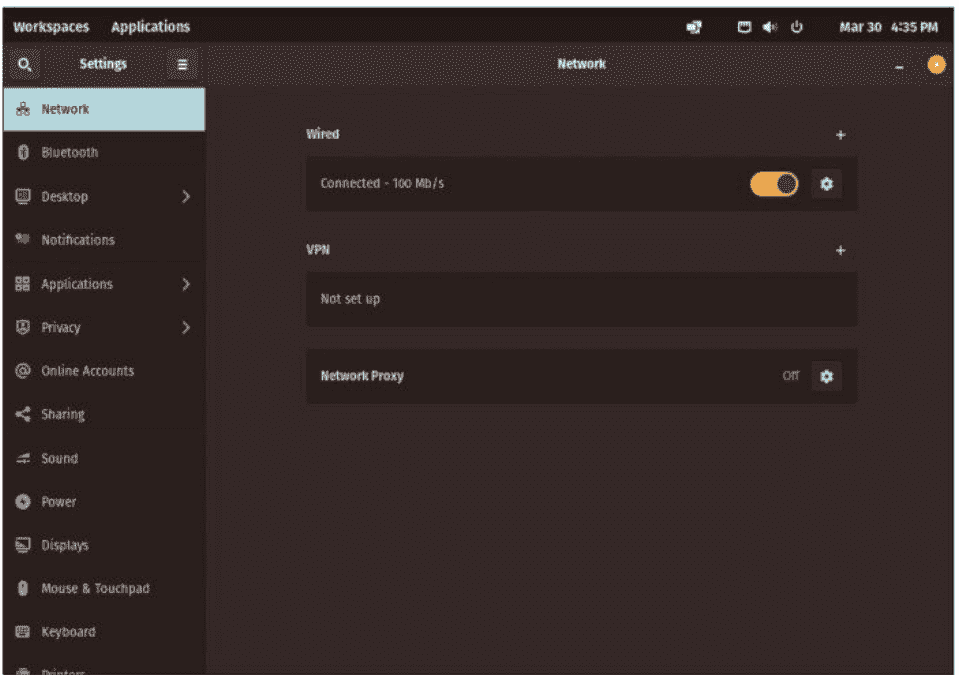 Workspaces Applications Mar 30 4:35 PM
Settings
Network
Network
Bluetooth
Desktop
Notifications
Applications
Privacy
Online Accounts
Sharing
Sound
Power
Displays
Mouse & Touchpad
Keyboard
Printers
Wired
Connected - 100 Mb/s
VPN
Not set up
Network Proxy Off